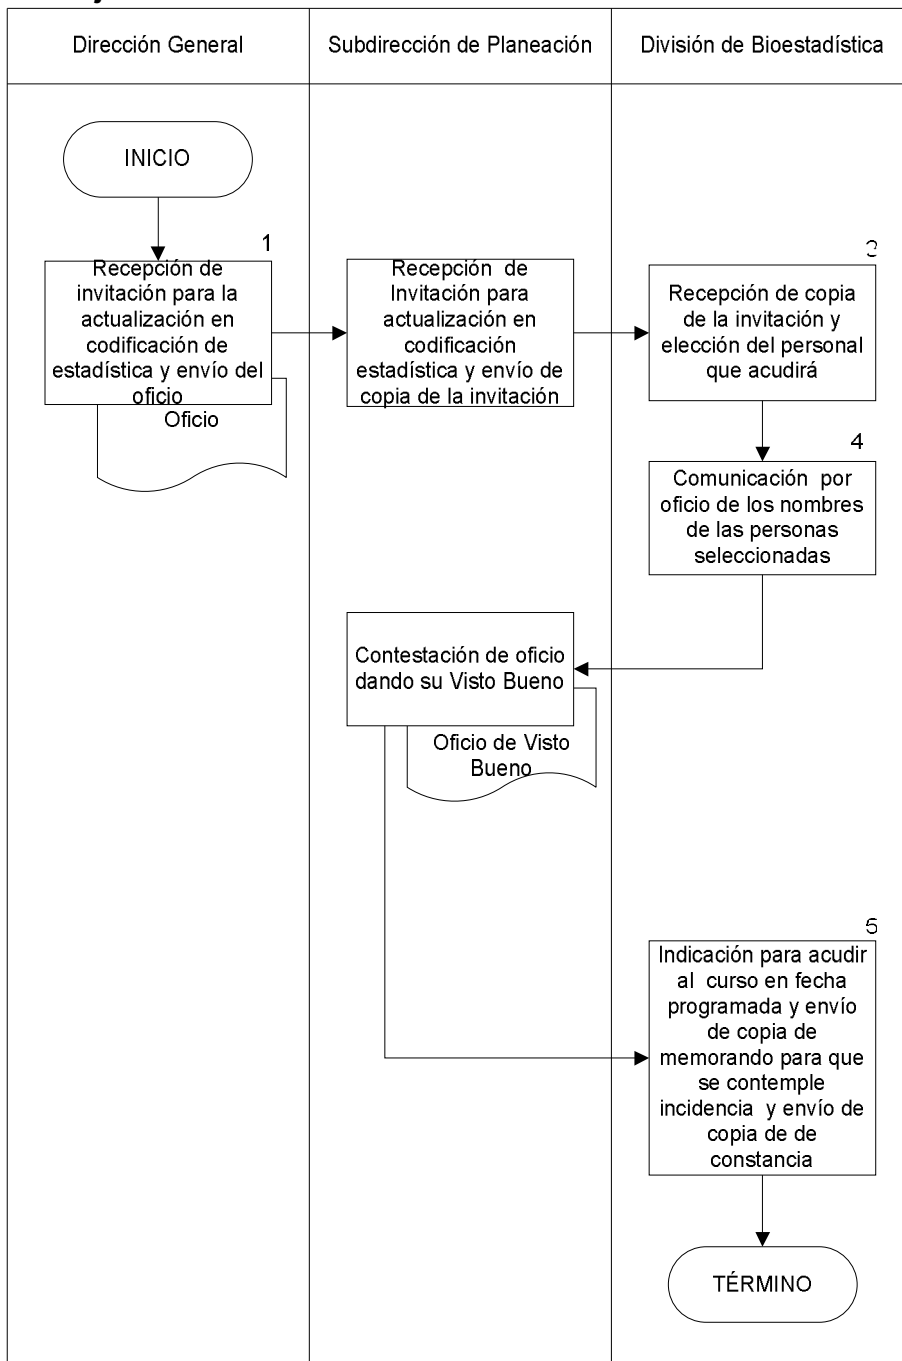 Dirección General
Subdirección de Planeación
División de Bioestadística
INICIO
1
Recepción de
invitación para la
actualización en
codificación de
estadística y envío del
oficio
Oficio
Recepción de
Invitación para
actualización en
codificación
estadística y envío de
copia de la invitación
3
Recepción de copia
de la invitación y
elección del personal
que acudirá
4
Comunicación por
oficio de los nombres
de las personas
seleccionadas
Contestación de oficio
dando su Visto Bueno
Oficio de Visto
Bueno
5
Indicación para acudir
al curso en fecha
programada y envío
de copia de
memorando para que
se contemple
incidencia y envío de
copia de de
constancia
TÉRMINO